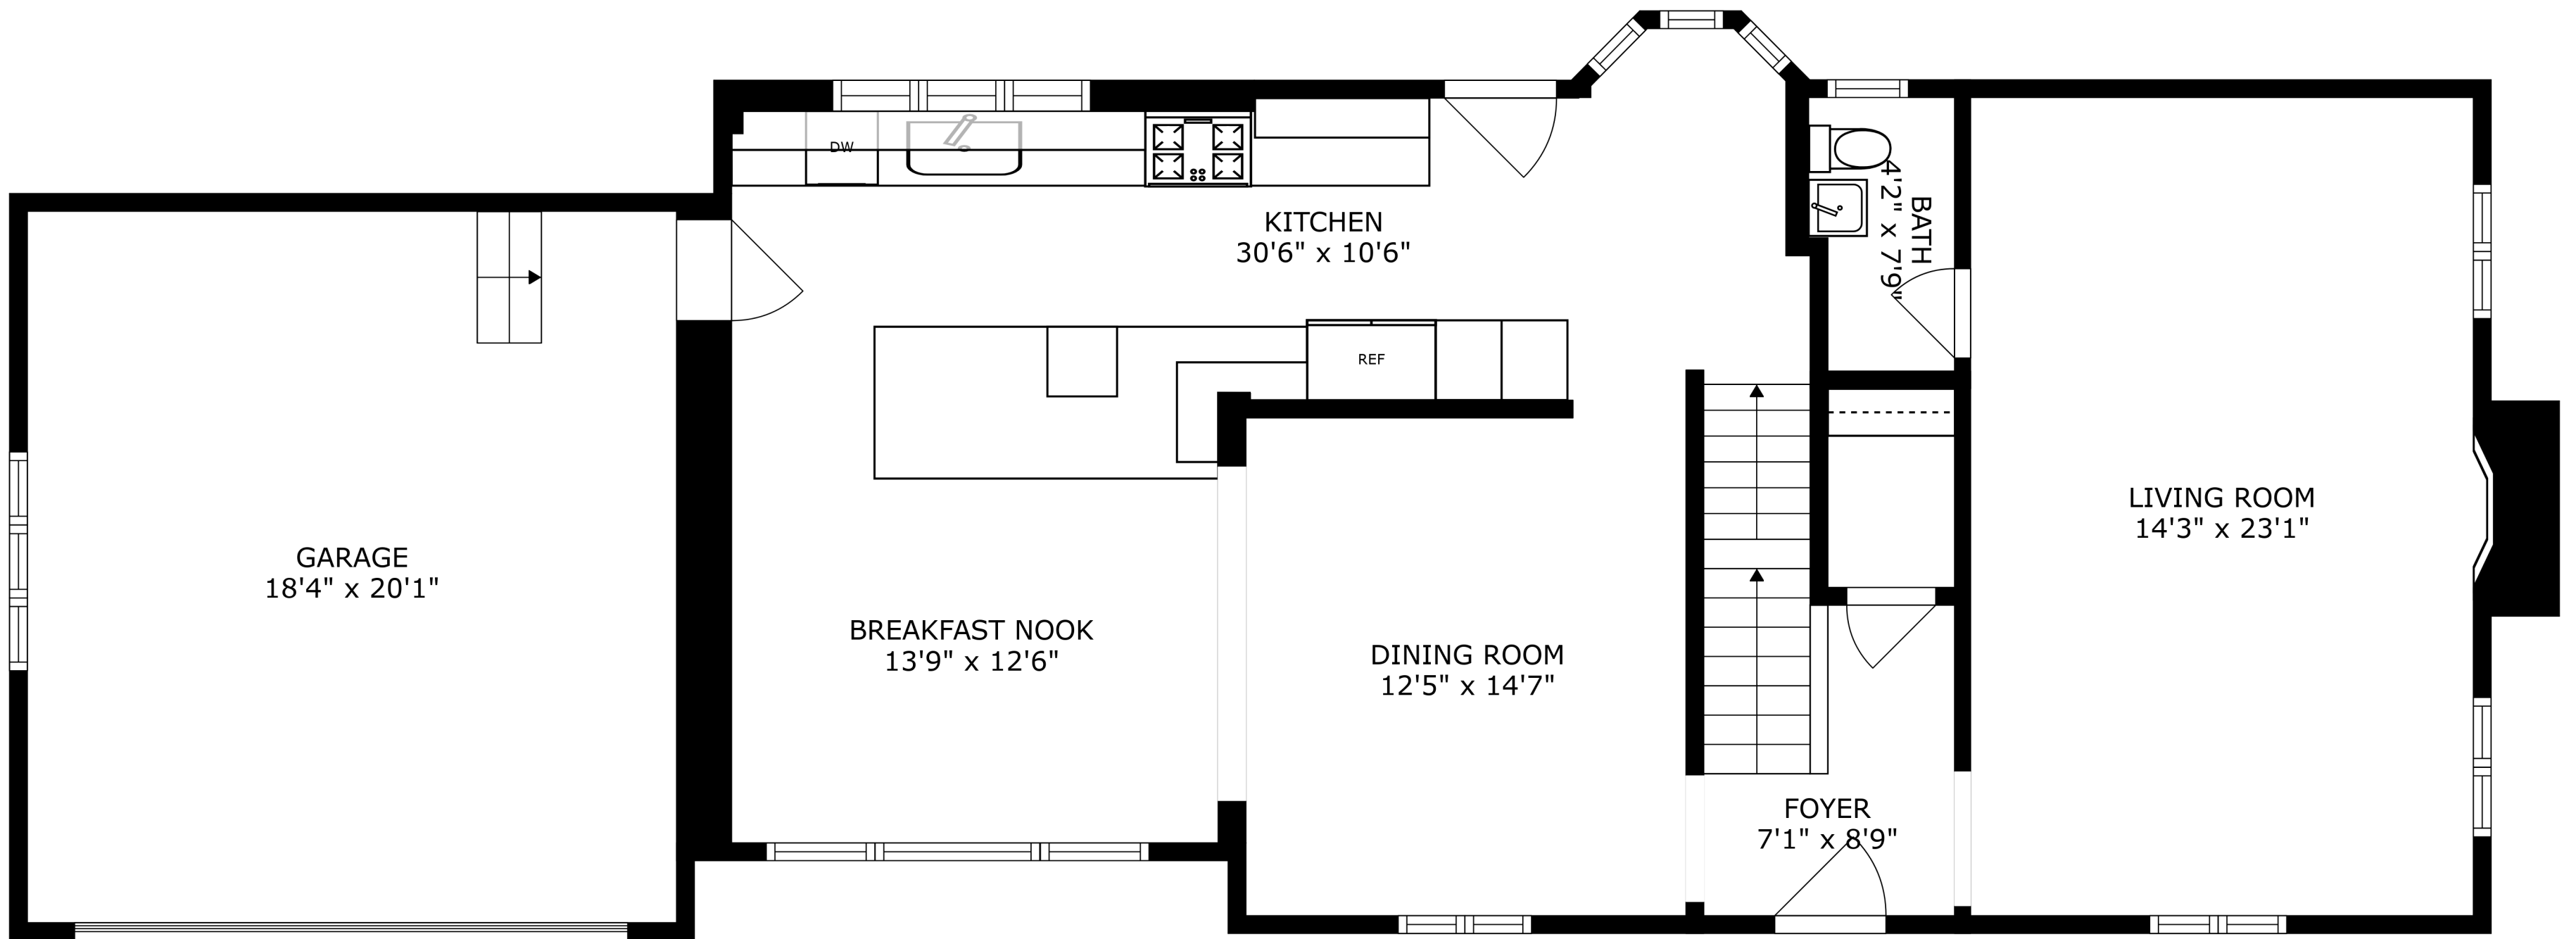 DW
KITCHEN
30'6" x 10'6"
BATH
4'2" x 7'9"
REF
LIVING ROOM
14'3" x 23'1"
GARAGE
18'4" x 20'1"
BREAKFAST NOOK
13'9" x 12'6"
DINING ROOM
12'5" x 14'7"
FOYER
7'1" x 8'9"